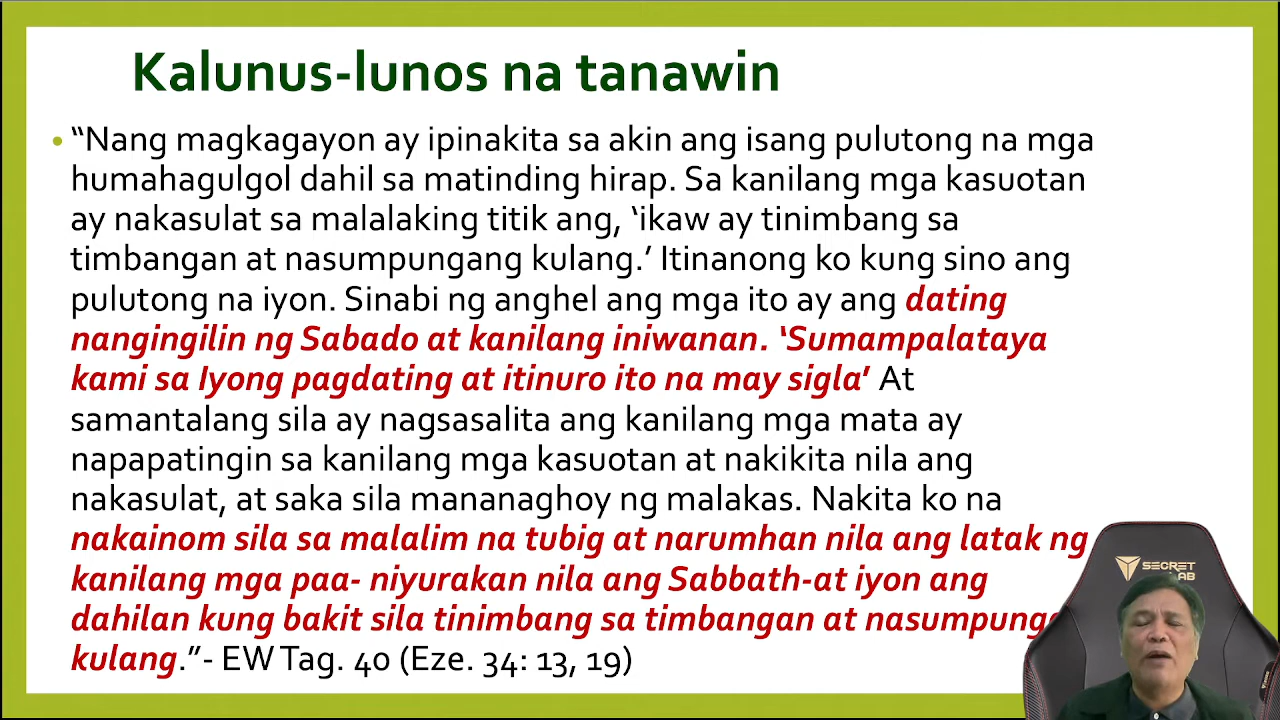 Kalunus-lunos na tanawin
• “Nang magkagayon ay ipinakita sa akin ang isang pulutong na mga
humahagulgol dahil sa matinding hirap. Sa kanilang mga kasuotan
ay nakasulat sa malalaking titik ang, ‘ikaw ay tinimbang sa
timbangan at nasumpungang kulang.’ Itinanong ko kung sino ang
pulutong na iyon. Sinabi ng anghel ang mga ito ay ang dating
nangingilin ng Sabado at kanilang iniwanan. ‘Sumampalataya
kami sa Iyong pagdating at itinuro ito na may sigla’ At
samantalang sila ay nagsasalita ang kanilang mga mata ay
napapatingin sa kanilang mga kasuotan at nakikita nila ang
nakasulat, at saka sila mananaghoy ng malakas. Nakita ko na
nakainom sila sa malalim na tubig at narumhan nila ang latak ng
kanilang mga paa- niyurakan nila ang Sabbath-at iyon ang
dahilan kung bakit sila tinimbang sa timbangan at
kulang.”- EW Tag. 40 (Eze. 34: 13, 19)
SECRET